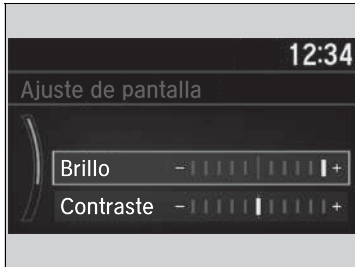 12:34
Ajuste de pantalla
Brillo - +
Contraste - +